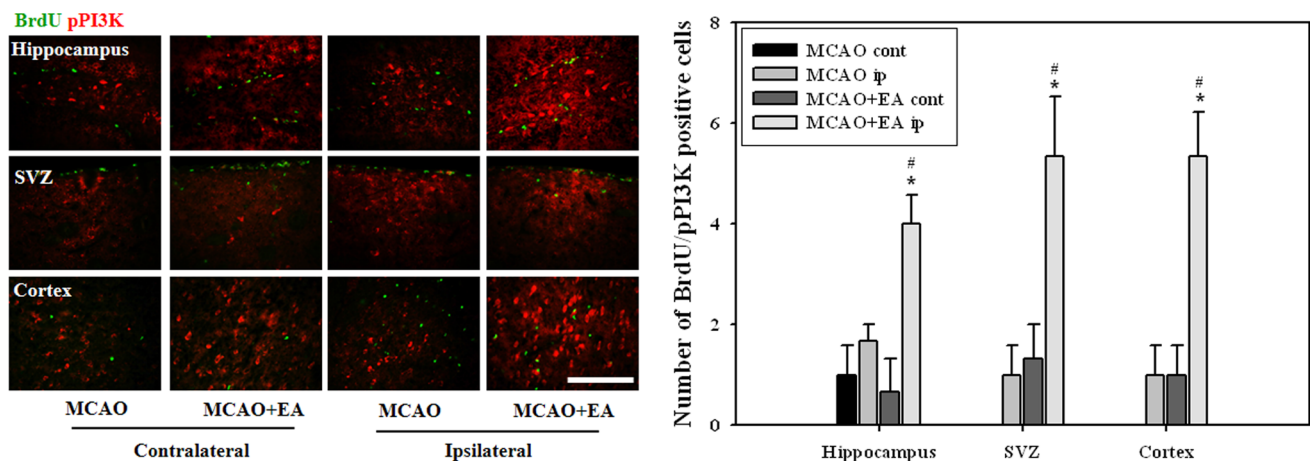 BrdU pPI3K
Hippocampus
SVZ
Cortex
MCAO MCAO+EA MCAO MCAO+EA
Contralateral Ipsilateral
Number of BrdU/pPI3K positive cells
8
6
4
2
0
MCAO cont
MCAO ip
MCAO+EA cont
MCAO+EA ip
#
*
#
*
#
*
Hippocampus SVZ Cortex